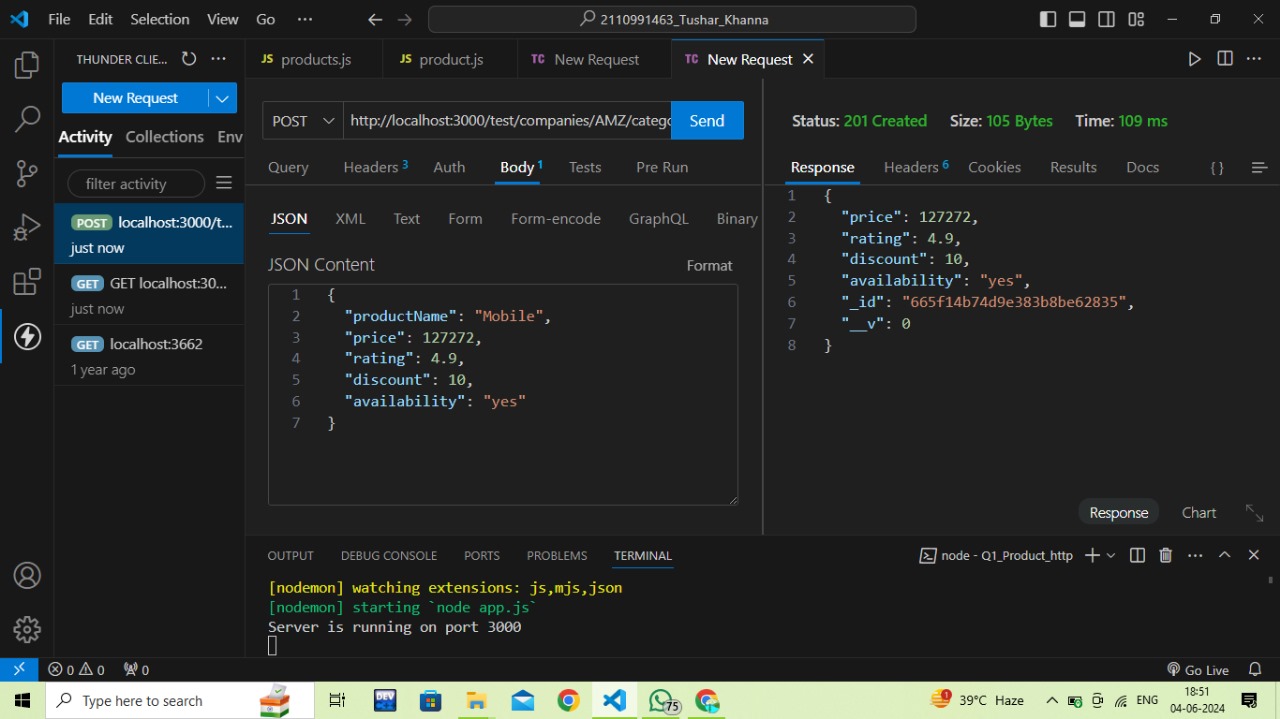 File Edit Selection View Go ··· 2110991463_Tushar_Khanna
THUNDER CLIE... ···
JS products.js JS product.js TC New Request TC New Request
New Request
Activity Collections Env
filter activity
POST localhost:3000/t...
just now
GET GET localhost:30...
just now
GET localhost:3662
1 year ago
POST http://localhost:3000/test/companies/AMZ/catego Send
Query Headers 3 Auth Body 1 Tests Pre Run
JSON XML Text Form Form-encode GraphQL Binary
JSON Content Format
1 {
2 "productName": "Mobile",
3 "price": 127272,
4 "rating": 4.9,
5 "discount": 10,
6 "availability": "yes"
7 }
Status: 201 Created Size: 105 Bytes Time: 109 ms
Response Headers 6 Cookies Results Docs { }
1 {
2 "price": 127272,
3 "rating": 4.9,
4 "discount": 10,
5 "availability": "yes",
6 "_id": "665f14b74d9e383b8be62835",
7 "__v": 0
8 }
Response Chart
OUTPUT DEBUG CONSOLE PORTS PROBLEMS TERMINAL node - Q1_Product_http
[nodemon] watching extensions: js,mjs,json
[nodemon] starting `node app.js`
Server is running on port 3000
0 0 0 Go Live
Type here to search DEV 75 1 39°C Haze ENG 18:51
04-06-2024